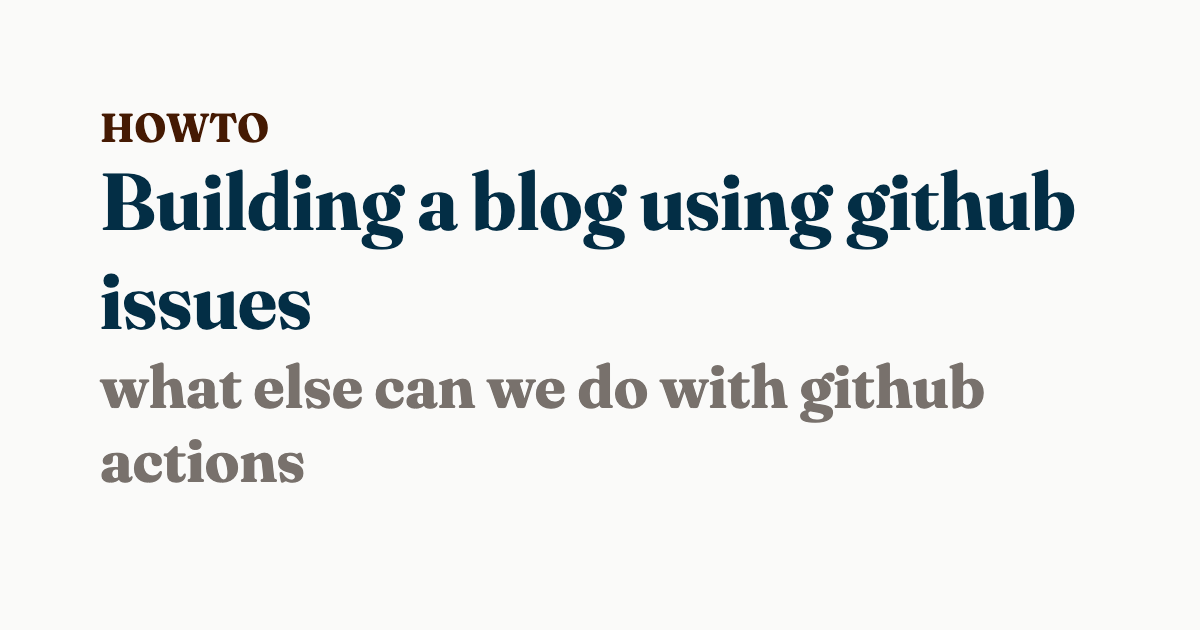 HOWTO
Building a blog using github
issues
what else can we do with github
actions